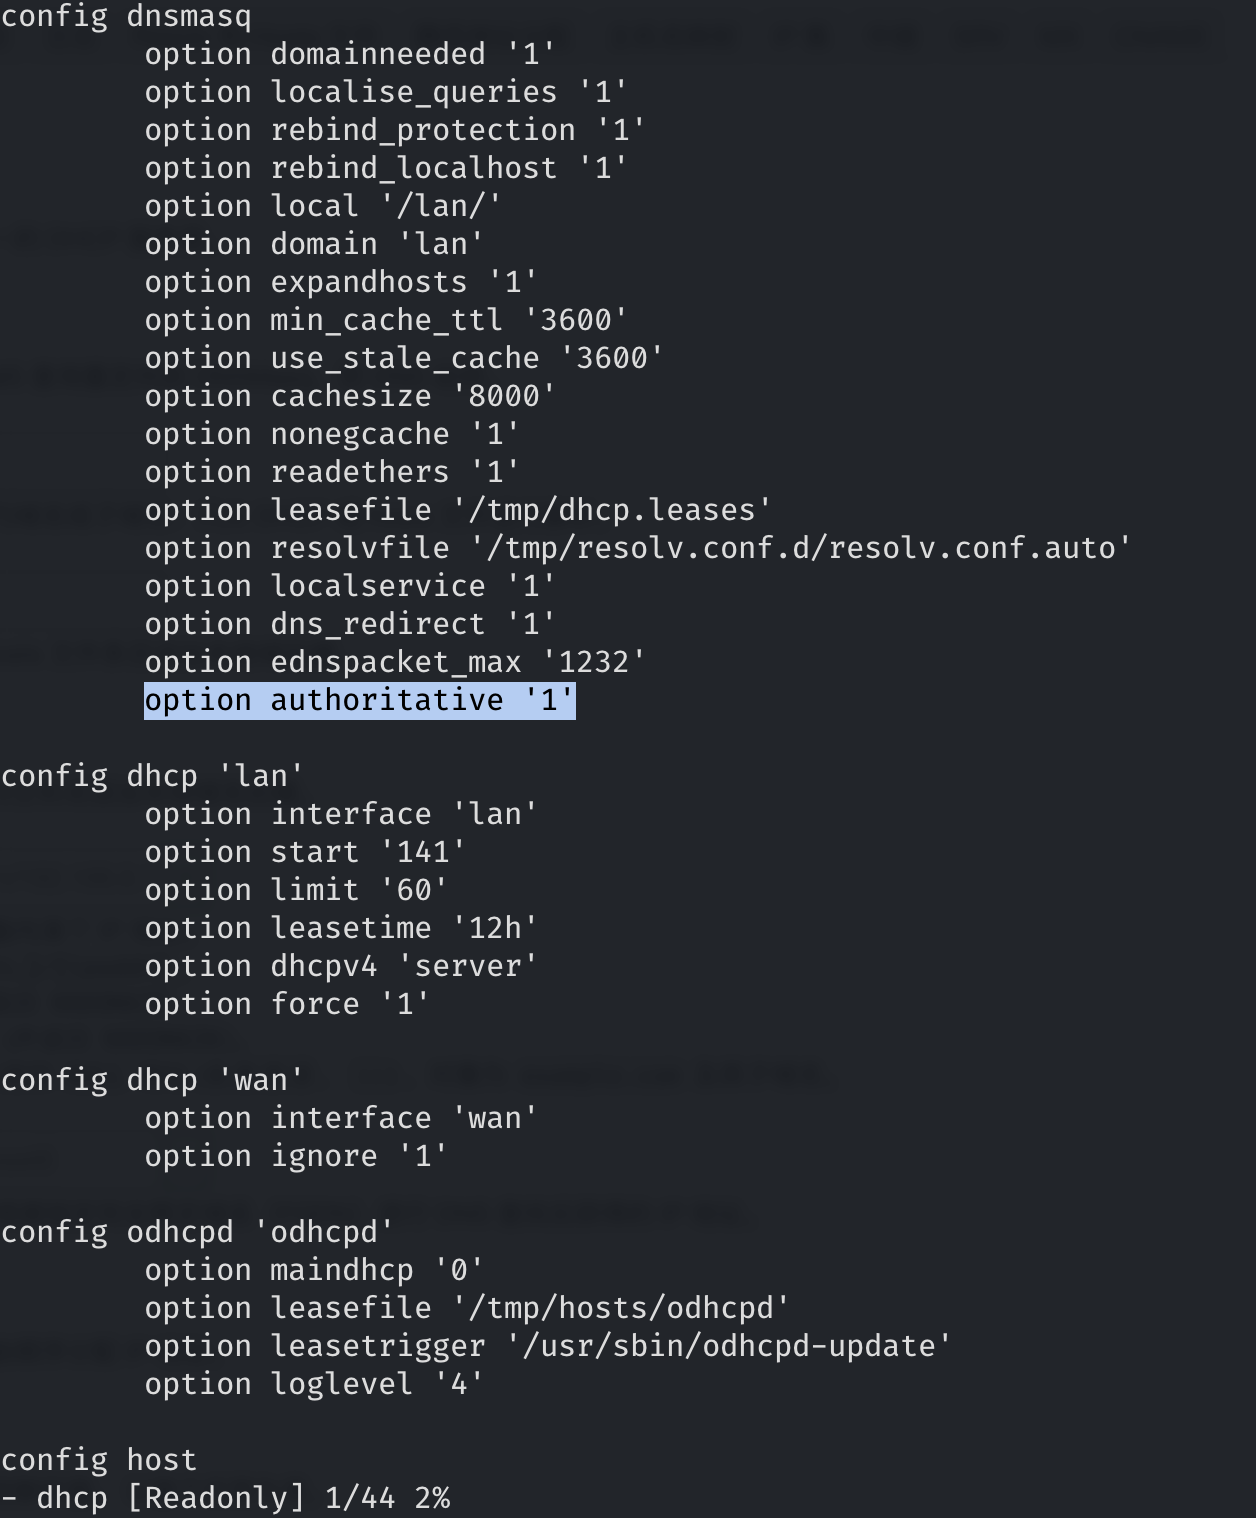 config dnsmasq
        option domainneeded '1'
        option localise_queries '1'
        option rebind_protection '1'
        option rebind_localhost '1'
        option local '/lan/'
        option domain 'lan'
        option expandhosts '1'
        option min_cache_ttl '3600'
        option use_stale_cache '3600'
        option cachesize '8000'
        option nonegcache '1'
        option readethers '1'
        option leasefile '/tmp/dhcp.leases'
        option resolvfile '/tmp/resolv.conf.d/resolv.conf.auto'
        option localservice '1'
        option dns_redirect '1'
        option ednspacket_max '1232'
        option authoritative '1'

config dhcp 'lan'
        option interface 'lan'
        option start '141'
        option limit '60'
        option leasetime '12h'
        option dhcpv4 'server'
        option force '1'

config dhcp 'wan'
        option interface 'wan'
        option ignore '1'

config odhcpd 'odhcpd'
        option maindhcp '0'
        option leasefile '/tmp/hosts/odhcpd'
        option leasetrigger '/usr/sbin/odhcpd-update'
        option loglevel '4'

config host
- dhcp [Readonly] 1/44 2%